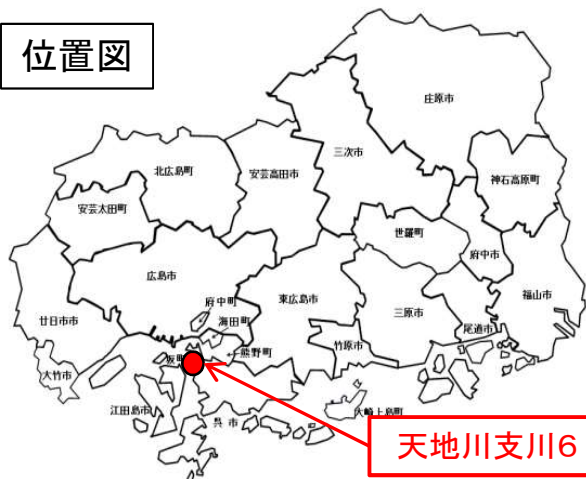 位置図
庄原市
三次市
北広島町
安芸高田市
神石高原町
安芸太田町
世羅町
府中市
広島市
東広島市
三原市
福山市
府中町
海田町
廿日市市
尾道市
竹原市
熊野町
坂町
大竹市
江田島市
大崎上島町
呉市
天地川支川6